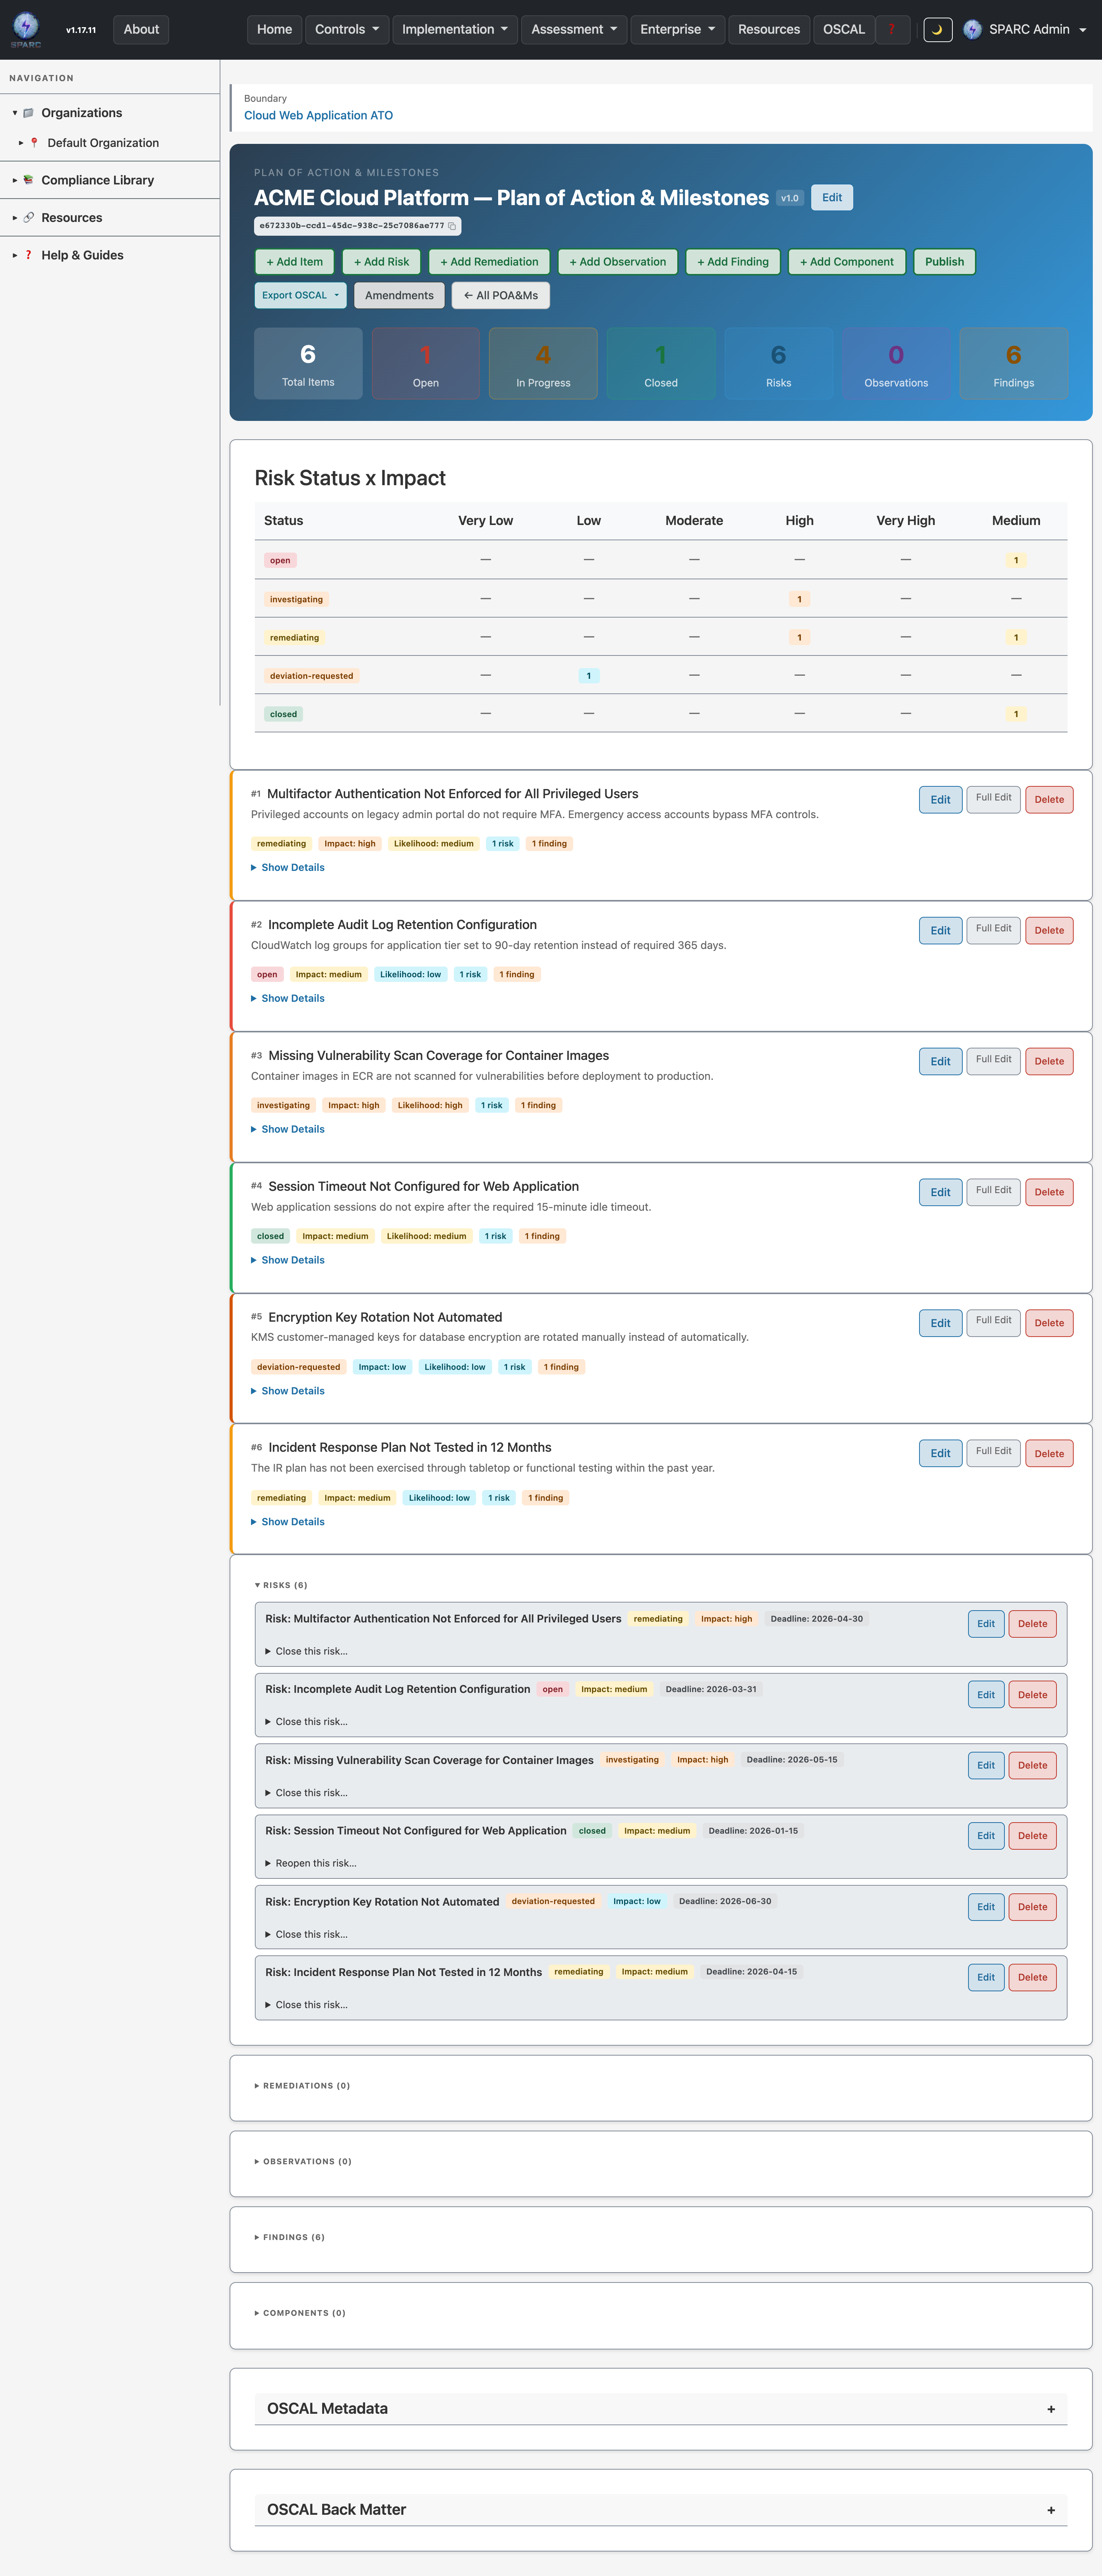 SPARC
v1.17.11
About
Home
Controls
Implementation
Assessment
Enterprise
Resources
OSCAL
?
SPARC Admin
NAVIGATION
Organizations
Default Organization
Compliance Library
Resources
Help & Guides
Boundary
Cloud Web Application ATO
PLAN OF ACTION & MILESTONES
ACME Cloud Platform — Plan of Action & Milestones v1.0 Edit
e672330b-ccd1-45dc-938c-25c7086ae777
+ Add Item + Add Risk + Add Remediation + Add Observation + Add Finding + Add Component Publish
Export OSCAL Amendments ← All POA&Ms
6 1 4 1 6 0 6
Total Items Open In Progress Closed Risks Observations Findings
Risk Status x Impact
Status Very Low Low Moderate High Very High Medium
open — — — — — 1
investigating — — — 1 — —
remediating — — — 1 — 1
deviation-requested — 1 — — — —
closed — — — — — 1
#1 Multifactor Authentication Not Enforced for All Privileged Users Edit Full Edit Delete
Privileged accounts on legacy admin portal do not require MFA. Emergency access accounts bypass MFA controls.
remediating Impact: high Likelihood: medium 1 risk 1 finding
Show Details
#2 Incomplete Audit Log Retention Configuration Edit Full Edit Delete
CloudWatch log groups for application tier set to 90-day retention instead of required 365 days.
open Impact: medium Likelihood: low 1 risk 1 finding
Show Details
#3 Missing Vulnerability Scan Coverage for Container Images Edit Full Edit Delete
Container images in ECR are not scanned for vulnerabilities before deployment to production.
investigating Impact: high Likelihood: high 1 risk 1 finding
Show Details
#4 Session Timeout Not Configured for Web Application Edit Full Edit Delete
Web application sessions do not expire after the required 15-minute idle timeout.
closed Impact: medium Likelihood: medium 1 risk 1 finding
Show Details
#5 Encryption Key Rotation Not Automated Edit Full Edit Delete
KMS customer-managed keys for database encryption are rotated manually instead of automatically.
deviation-requested Impact: low Likelihood: low 1 risk 1 finding
Show Details
#6 Incident Response Plan Not Tested in 12 Months Edit Full Edit Delete
The IR plan has not been exercised through tabletop or functional testing within the past year.
remediating Impact: medium Likelihood: low 1 risk 1 finding
Show Details
RISKS (6)
Risk: Multifactor Authentication Not Enforced for All Privileged Users remediating Impact: high Deadline: 2026-04-30 Edit Delete
Close this risk...
Risk: Incomplete Audit Log Retention Configuration open Impact: medium Deadline: 2026-03-31 Edit Delete
Close this risk...
Risk: Missing Vulnerability Scan Coverage for Container Images investigating Impact: high Deadline: 2026-05-15 Edit Delete
Close this risk...
Risk: Session Timeout Not Configured for Web Application closed Impact: medium Deadline: 2026-01-15 Edit Delete
Reopen this risk...
Risk: Encryption Key Rotation Not Automated deviation-requested Impact: low Deadline: 2026-06-30 Edit Delete
Close this risk...
Risk: Incident Response Plan Not Tested in 12 Months remediating Impact: medium Deadline: 2026-04-15 Edit Delete
Close this risk...
REMEDIATIONS (0)
OBSERVATIONS (0)
FINDINGS (6)
COMPONENTS (0)
OSCAL Metadata +
OSCAL Back Matter +